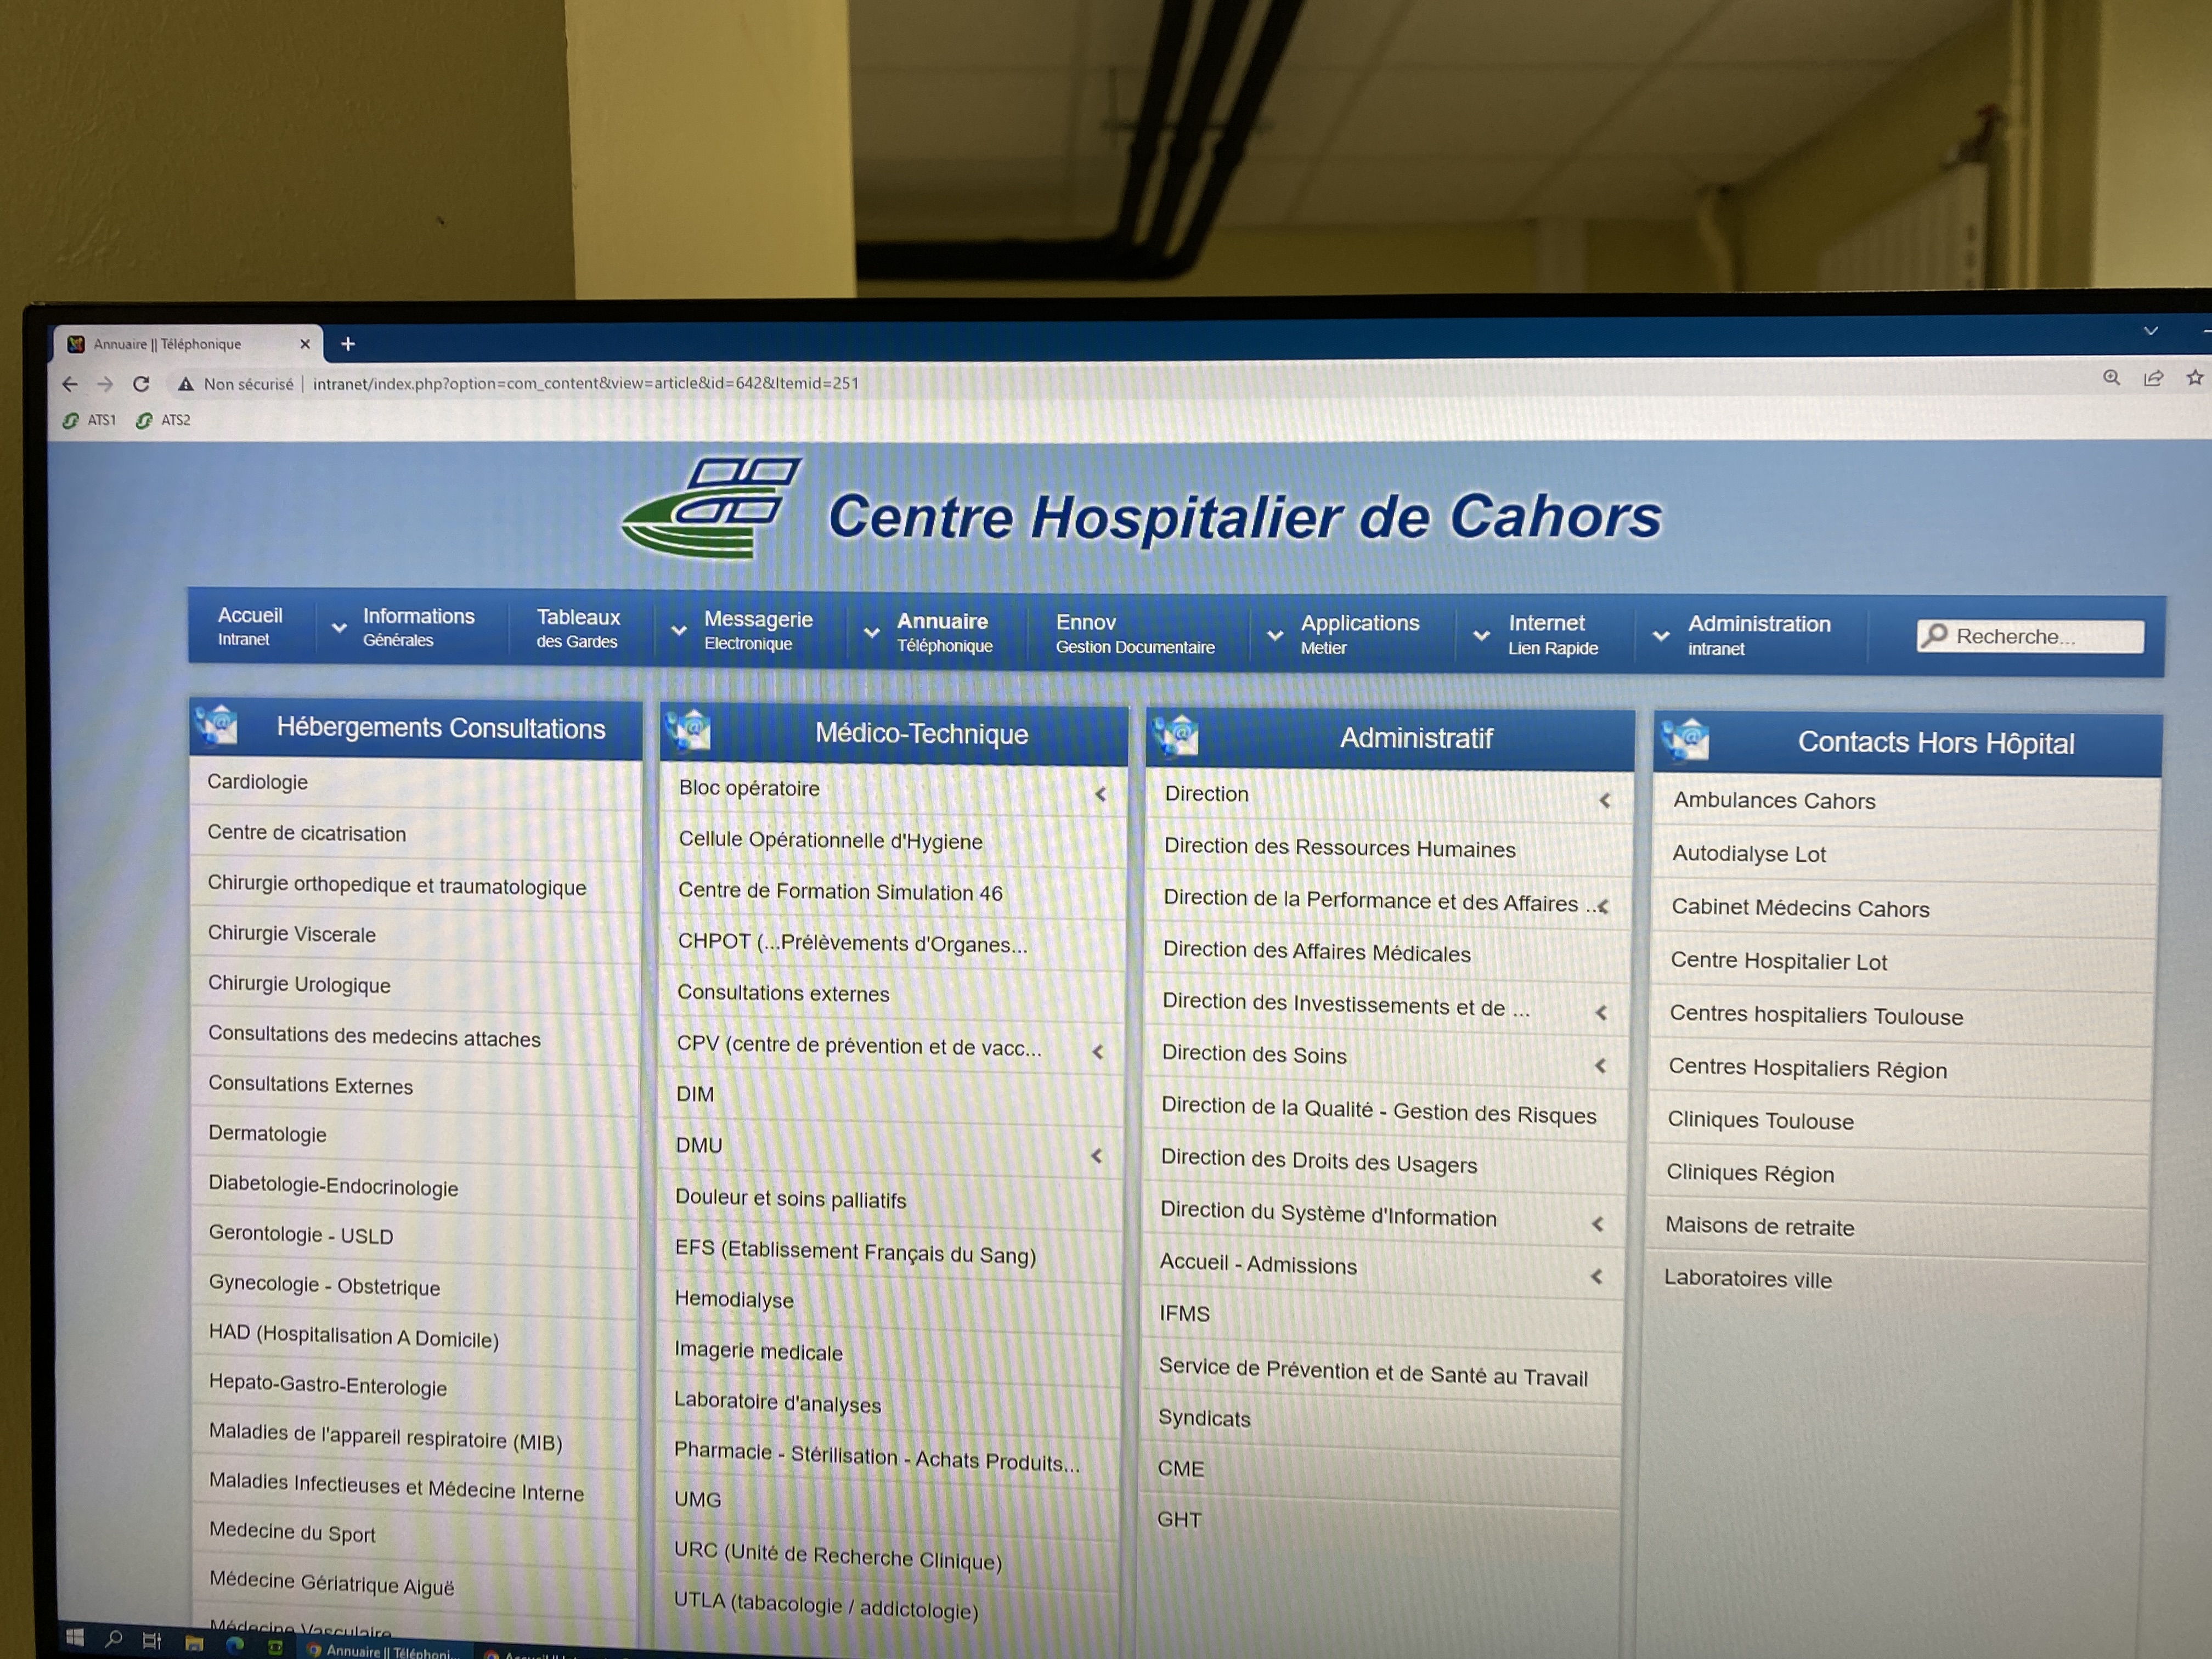 Annuaire || Téléphonique
Non sécurisé | intranet/index.php?option=com_content&view=article&id=642&Itemid=251
ATS1 ATS2
Centre Hospitalier de Cahors
Accueil
Intranet
Informations
Générales
Tableaux
des Gardes
Messagerie
Electronique
Annuaire
Téléphonique
Ennov
Gestion Documentaire
Applications
Metier
Internet
Lien Rapide
Administration
intranet
Recherche...
Hébergements Consultations
Cardiologie
Centre de cicatrisation
Chirurgie orthopedique et traumatologique
Chirurgie Viscerale
Chirurgie Urologique
Consultations des medecins attaches
Consultations Externes
Dermatologie
Diabetologie-Endocrinologie
Gerontologie - USLD
Gynecologie - Obstetrique
HAD (Hospitalisation A Domicile)
Hepato-Gastro-Enterologie
Maladies de l'appareil respiratoire (MIB)
Maladies Infectieuses et Médecine Interne
Medecine du Sport
Médecine Gériatrique Aiguë
Médecine Vasculaire
Médico-Technique
Bloc opératoire
Cellule Opérationnelle d'Hygiene
Centre de Formation Simulation 46
CHPOT (...Prélèvements d'Organes...
Consultations externes
CPV (centre de prévention et de vacc...
DIM
DMU
Douleur et soins palliatifs
EFS (Etablissement Français du Sang)
Hemodialyse
Imagerie medicale
Laboratoire d'analyses
Pharmacie - Stérilisation - Achats Produits...
UMG
URC (Unité de Recherche Clinique)
UTLA (tabacologie / addictologie)
Administratif
Direction
Direction des Ressources Humaines
Direction de la Performance et des Affaires ...
Direction des Affaires Médicales
Direction des Investissements et de ...
Direction des Soins
Direction de la Qualité - Gestion des Risques
Direction des Droits des Usagers
Direction du Système d'Information
Accueil - Admissions
IFMS
Service de Prévention et de Santé au Travail
Syndicats
CME
GHT
Contacts Hors Hôpital
Ambulances Cahors
Autodialyse Lot
Cabinet Médecins Cahors
Centre Hospitalier Lot
Centres hospitaliers Toulouse
Centres Hospitaliers Région
Cliniques Toulouse
Cliniques Région
Maisons de retraite
Laboratoires ville
Annuaire || Téléphoni...